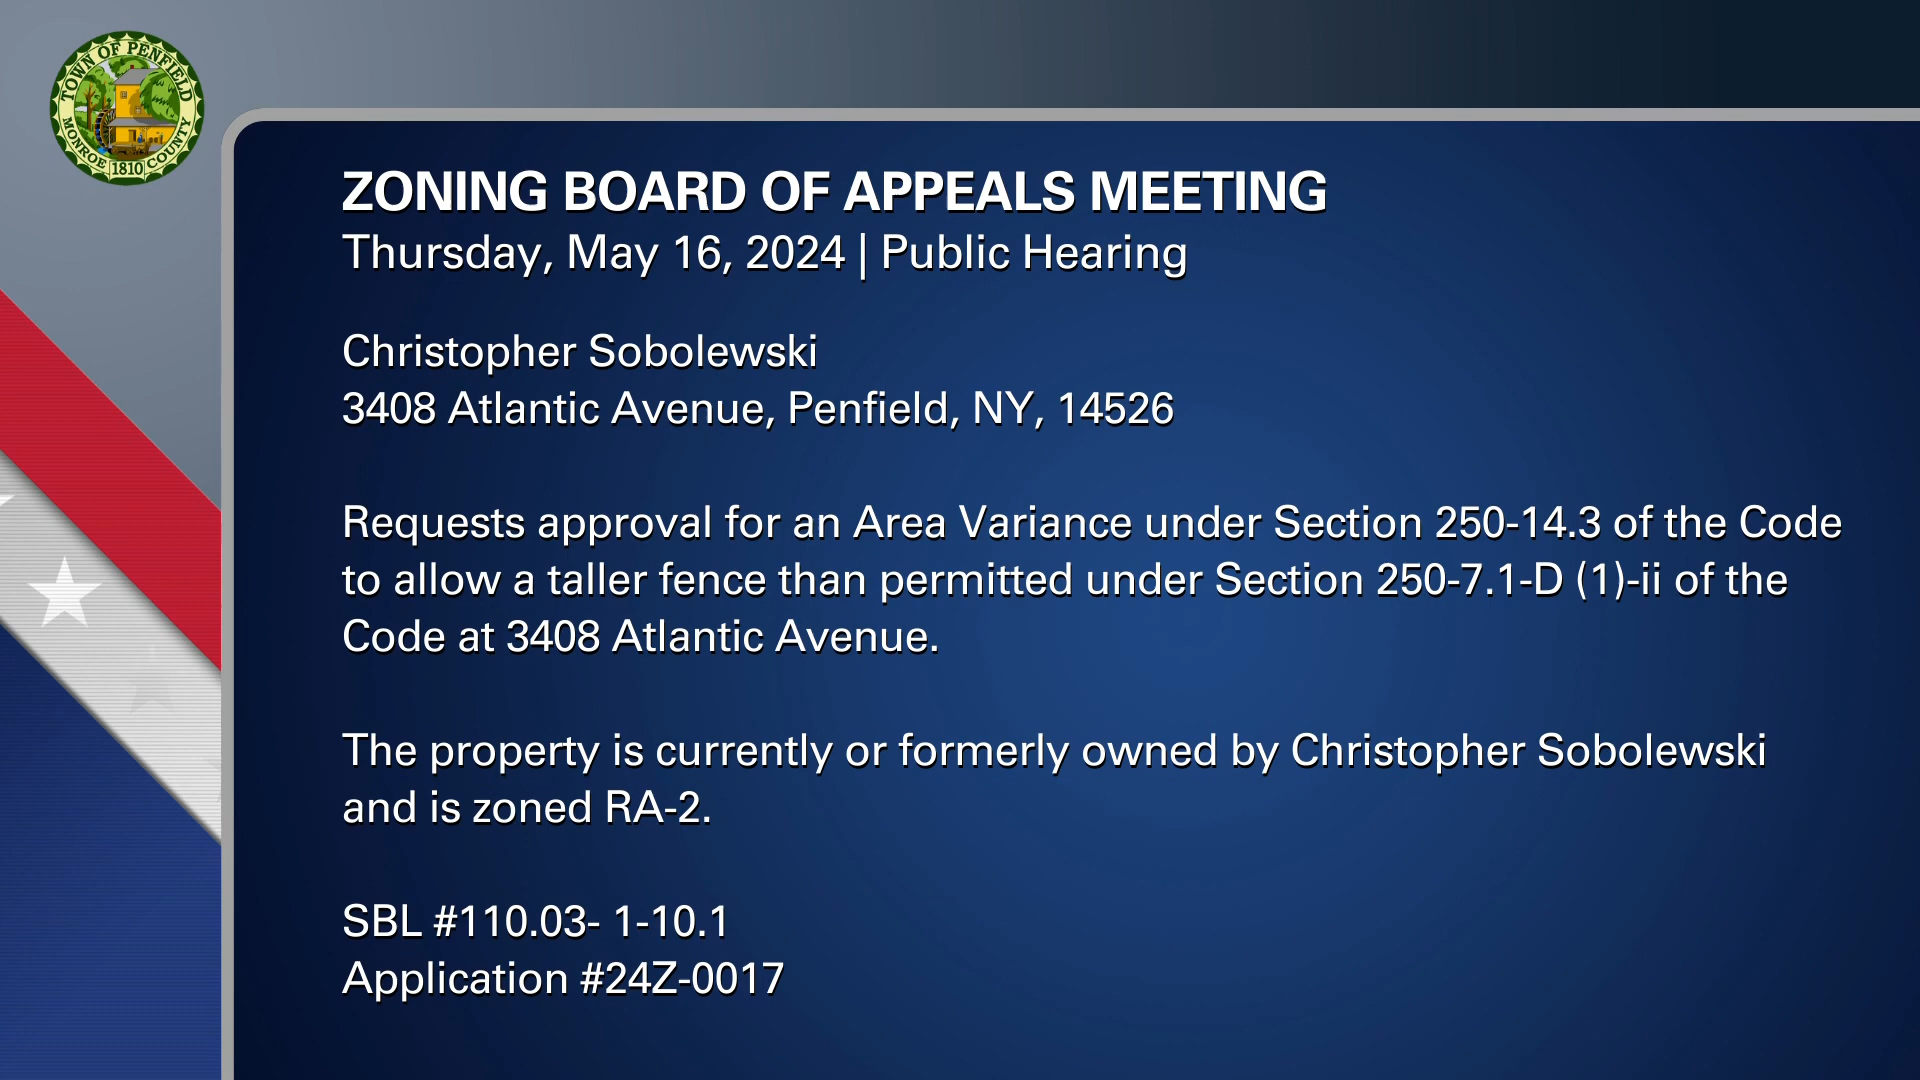 TOWN OF PENFIELD
MONROE COUNTY
1810
ZONING BOARD OF APPEALS MEETING
Thursday, May 16, 2024 | Public Hearing
Christopher Sobolewski
3408 Atlantic Avenue, Penfield, NY, 14526
Requests approval for an Area Variance under Section 250-14.3 of the Code
to allow a taller fence than permitted under Section 250-7.1-D (1)-ii of the
Code at 3408 Atlantic Avenue.
The property is currently or formerly owned by Christopher Sobolewski
and is zoned RA-2.
SBL #110.03- 1-10.1
Application #24Z-0017